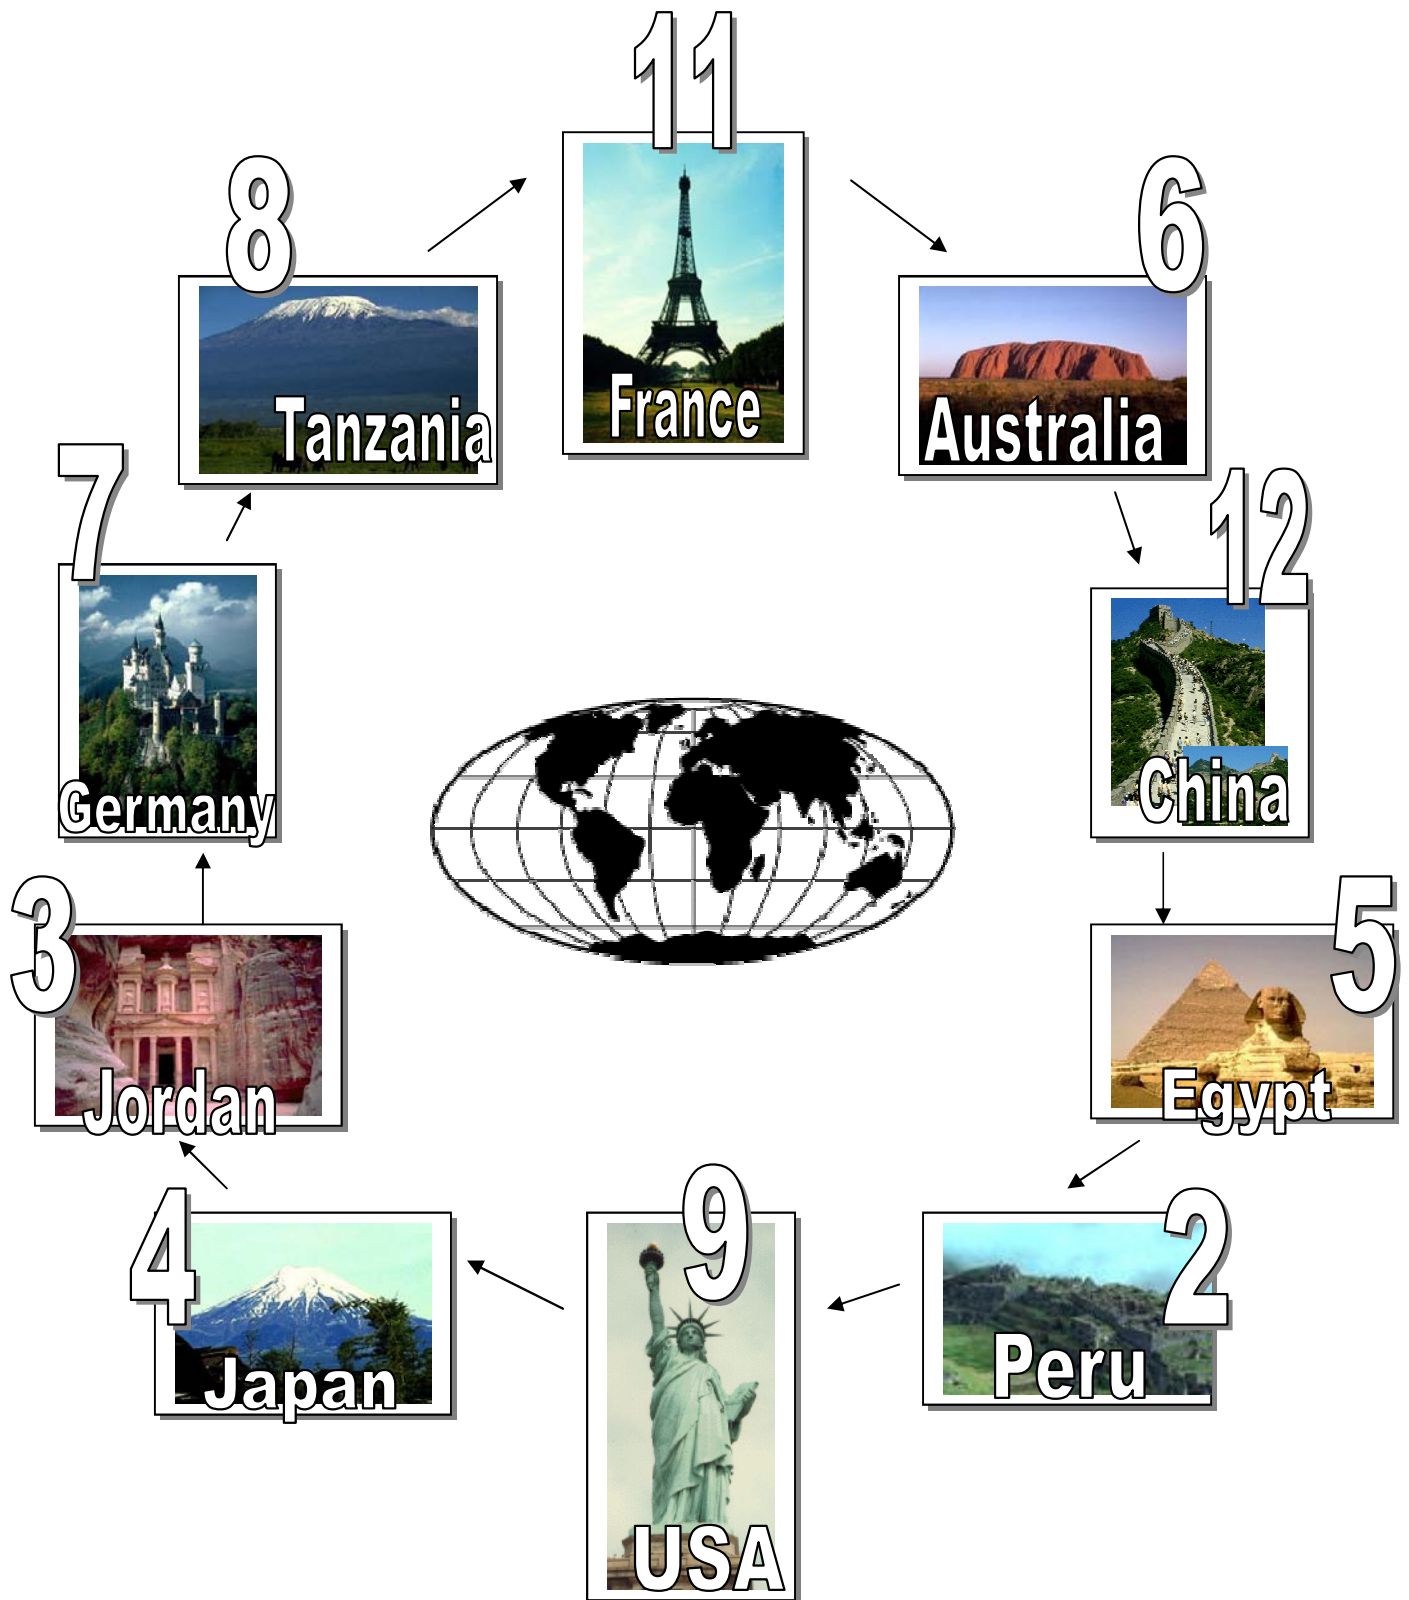 11
France
6
Australia
12
China
5
Egypt
2
Peru
9
USA
4
Japan
3
Jordan
7
Germany
8
Tanzania